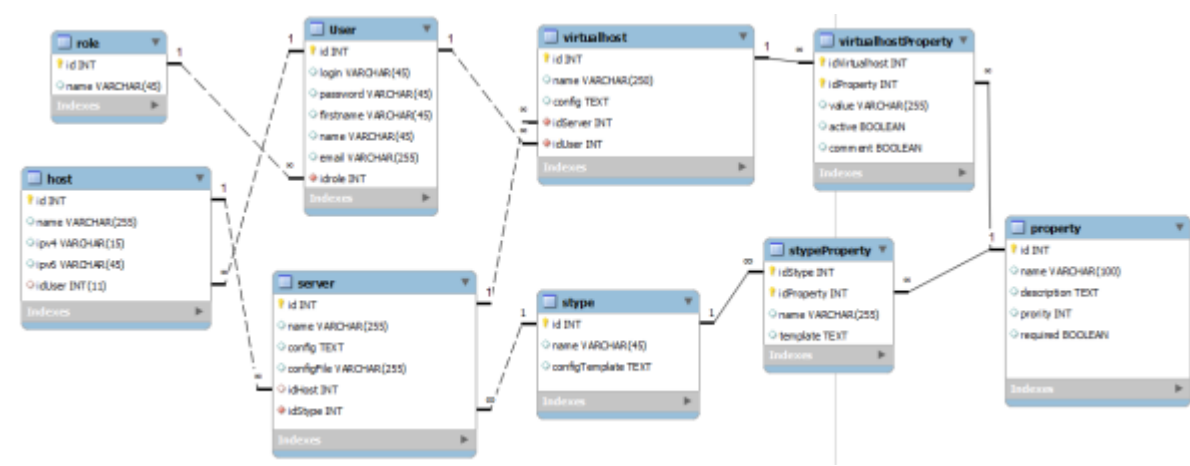 role
id INT
name VARCHAR(45)
Indexes
User
id INT
login VARCHAR(45)
password VARCHAR(45)
firstname VARCHAR(45)
name VARCHAR(45)
email VARCHAR(255)
idrole INT
Indexes
virtualhost
id INT
name VARCHAR(250)
config TEXT
idServer INT
idUser INT
Indexes
virtualhostProperty
idVirtualhost INT
idProperty INT
value VARCHAR(255)
active BOOLEAN
comment BOOLEAN
Indexes
host
id INT
name VARCHAR(255)
ipv4 VARCHAR(15)
ipv6 VARCHAR(45)
idUser INT(11)
Indexes
server
id INT
name VARCHAR(255)
config TEXT
configFile VARCHAR(255)
idHost INT
idStype INT
Indexes
stype
id INT
name VARCHAR(45)
configTemplate TEXT
Indexes
stypeProperty
idStype INT
idProperty INT
name VARCHAR(255)
template TEXT
Indexes
property
id INT
name VARCHAR(100)
description TEXT
prority INT
required BOOLEAN
Indexes
1
∞
1
∞
1
∞
1
∞
1
∞
1
∞
1
∞
1
∞
1
∞